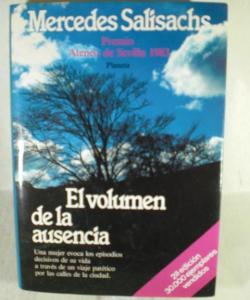 Mercedes Salisachs
Premio
Ateneo de Sevilla 1983
Planeta
El volumen
de la
ausencia
Una mujer evoca los episodios
decisivos de su vida
a través de un viaje patético
por las calles de la ciudad.
2ª edición
30.000 ejemplares
vendidos